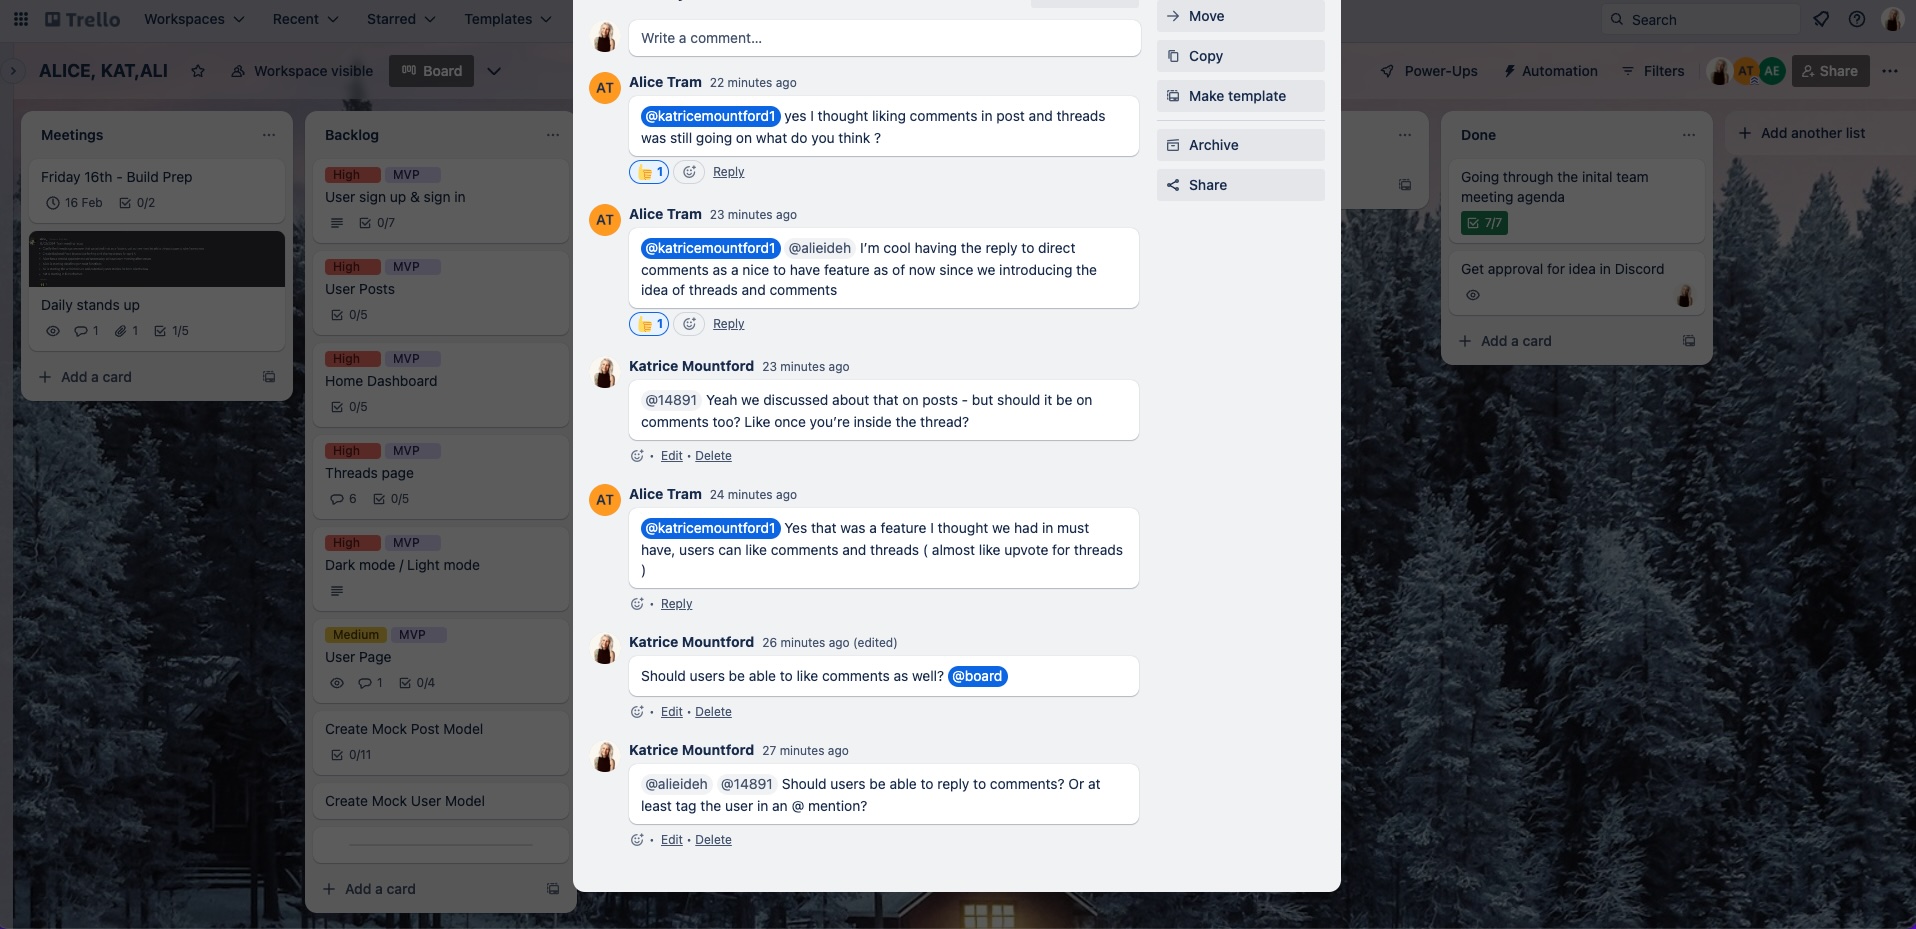 Trello
Workspaces
Recent
Starred
Templates
Search
ALICE, KAT,ALI
Workspace visible
Board
Power-Ups
Automation
Filters
AT
AE
Share
Meetings
Friday 16th - Build Prep
16 Feb
0/2
Daily stands up
1
1
1/5
Add a card
Backlog
High MVP
User sign up & sign in
0/7
High MVP
User Posts
0/5
High MVP
Home Dashboard
0/5
High MVP
Threads page
6
0/5
High MVP
Dark mode / Light mode
Medium MVP
User Page
1
0/4
Create Mock Post Model
0/11
Create Mock User Model
Add a card
Write a comment…
AT
Alice Tram 22 minutes ago
@katricemountford1 yes I thought liking comments in post and threads
was still going on what do you think ?
1
Reply
AT
Alice Tram 23 minutes ago
@katricemountford1 @alieideh I’m cool having the reply to direct
comments as a nice to have feature as of now since we introducing the
idea of threads and comments
1
Reply
Katrice Mountford 23 minutes ago
@14891 Yeah we discussed about that on posts - but should it be on
comments too? Like once you’re inside the thread?
• Edit • Delete
AT
Alice Tram 24 minutes ago
@katricemountford1 Yes that was a feature I thought we had in must
have, users can like comments and threads ( almost like upvote for threads
)
• Reply
Katrice Mountford 26 minutes ago (edited)
Should users be able to like comments as well? @board
• Edit • Delete
Katrice Mountford 27 minutes ago
@alieideh @14891 Should users be able to reply to comments? Or at
least tag the user in an @ mention?
• Edit • Delete
Move
Copy
Make template
Archive
Share
Done
Going through the inital team
meeting agenda
7/7
Get approval for idea in Discord
Add a card
Add another list